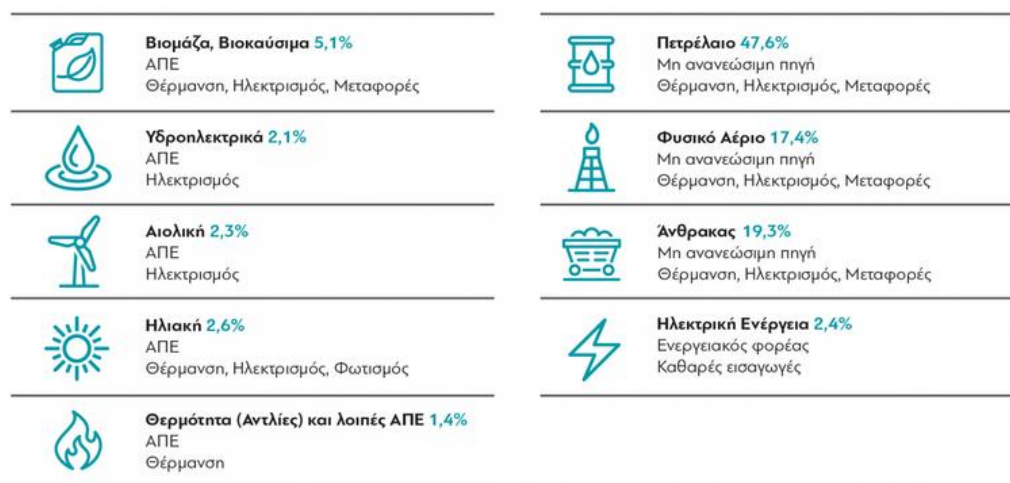 Βιομάζα, Βιοκαύσιμα 5,1%
ΑΠΕ
Θέρμανση, Ηλεκτρισμός, Μεταφορές
Υδροηλεκτρικά 2,1%
ΑΠΕ
Ηλεκτρισμός
Αιολική 2,3%
ΑΠΕ
Ηλεκτρισμός
Ηλιακή 2,6%
ΑΠΕ
Θέρμανση, Ηλεκτρισμός, Φωτισμός
Θερμότητα (Αντλίες) και λοιπές ΑΠΕ 1,4%
ΑΠΕ
Θέρμανση
Πετρέλαιο 47,6%
Μη ανανεώσιμη πηγή
Θέρμανση, Ηλεκτρισμός, Μεταφορές
Φυσικό Αέριο 17,4%
Μη ανανεώσιμη πηγή
Θέρμανση, Ηλεκτρισμός, Μεταφορές
Άνθρακας 19,3%
Μη ανανεώσιμη πηγή
Θέρμανση, Ηλεκτρισμός, Μεταφορές
Ηλεκτρική Ενέργεια 2,4%
Ενεργειακός φορέας
Καθαρές εισαγωγές